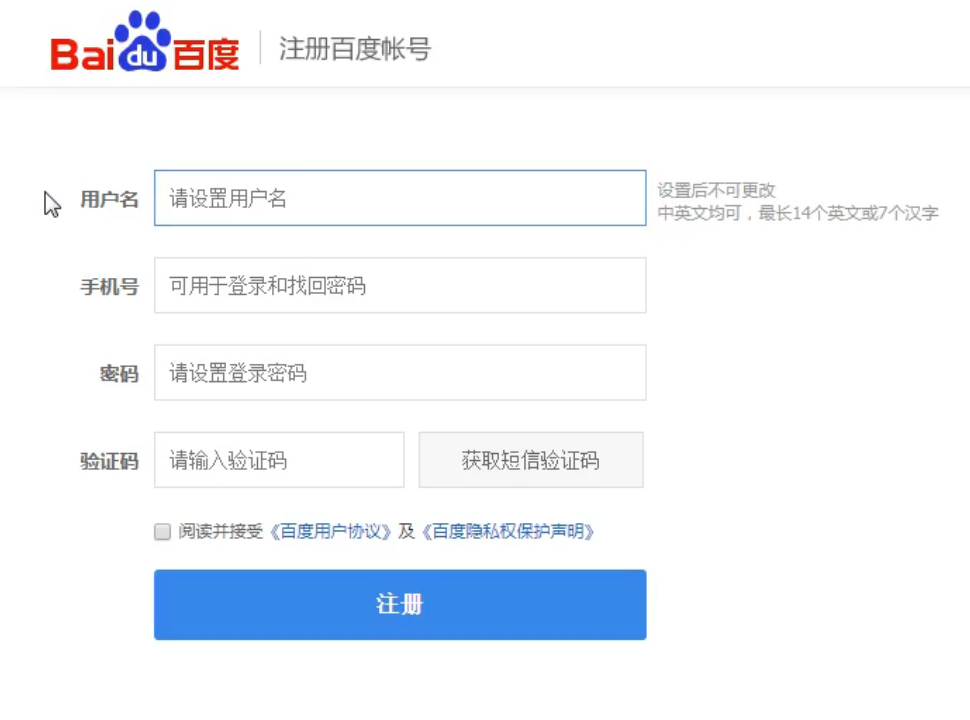 Baidu百度 注册百度帐号
用户名 请设置用户名 设置后不可更改
中英文均可，最长14个英文或7个汉字
手机号 可用于登录和找回密码
密码 请设置登录密码
验证码 请输入验证码 获取短信验证码
阅读并接受《百度用户协议》及《百度隐私权保护声明》
注册